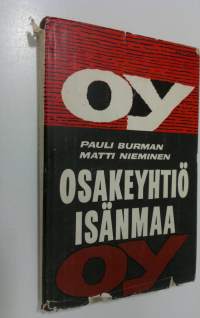 OY
PAULI BURMAN
MATTI NIEMINEN
OSAKEYHTIÖ
ISÄNMAA
OY